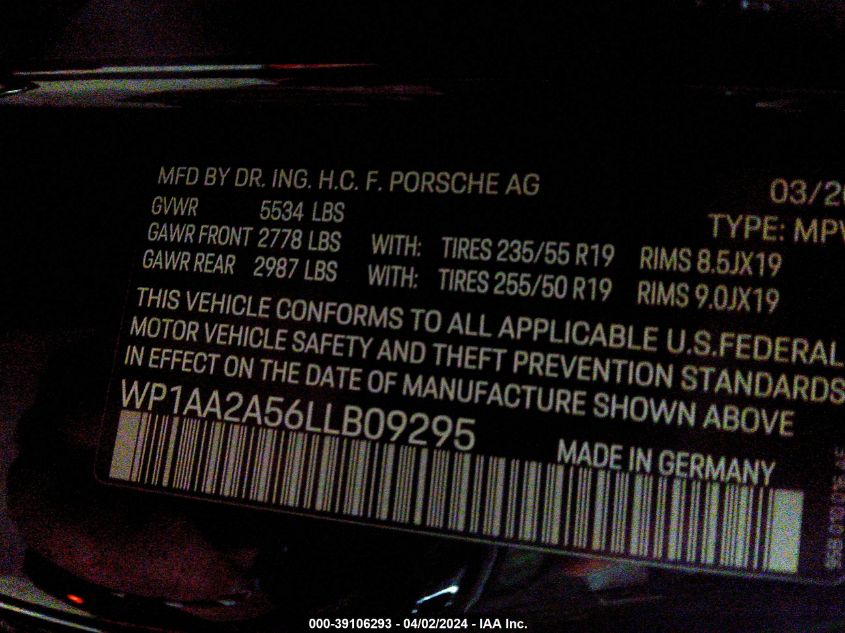 MFD BY DR. ING. H.C. F. PORSCHE AG 03/20
GVWR 5534 LBS TYPE: MPV
GAWR FRONT 2778 LBS WITH: TIRES 235/55 R19 RIMS 8.5JX19
GAWR REAR 2987 LBS WITH: TIRES 255/50 R19 RIMS 9.0JX19
THIS VEHICLE CONFORMS TO ALL APPLICABLE U.S.FEDERAL
MOTOR VEHICLE SAFETY AND THEFT PREVENTION STANDARDS
IN EFFECT ON THE DATE OF MANUFACTURE SHOWN ABOVE
WP1AA2A56LLB09295
MADE IN GERMANY
000-39106293 - 04/02/2024 - IAA Inc.